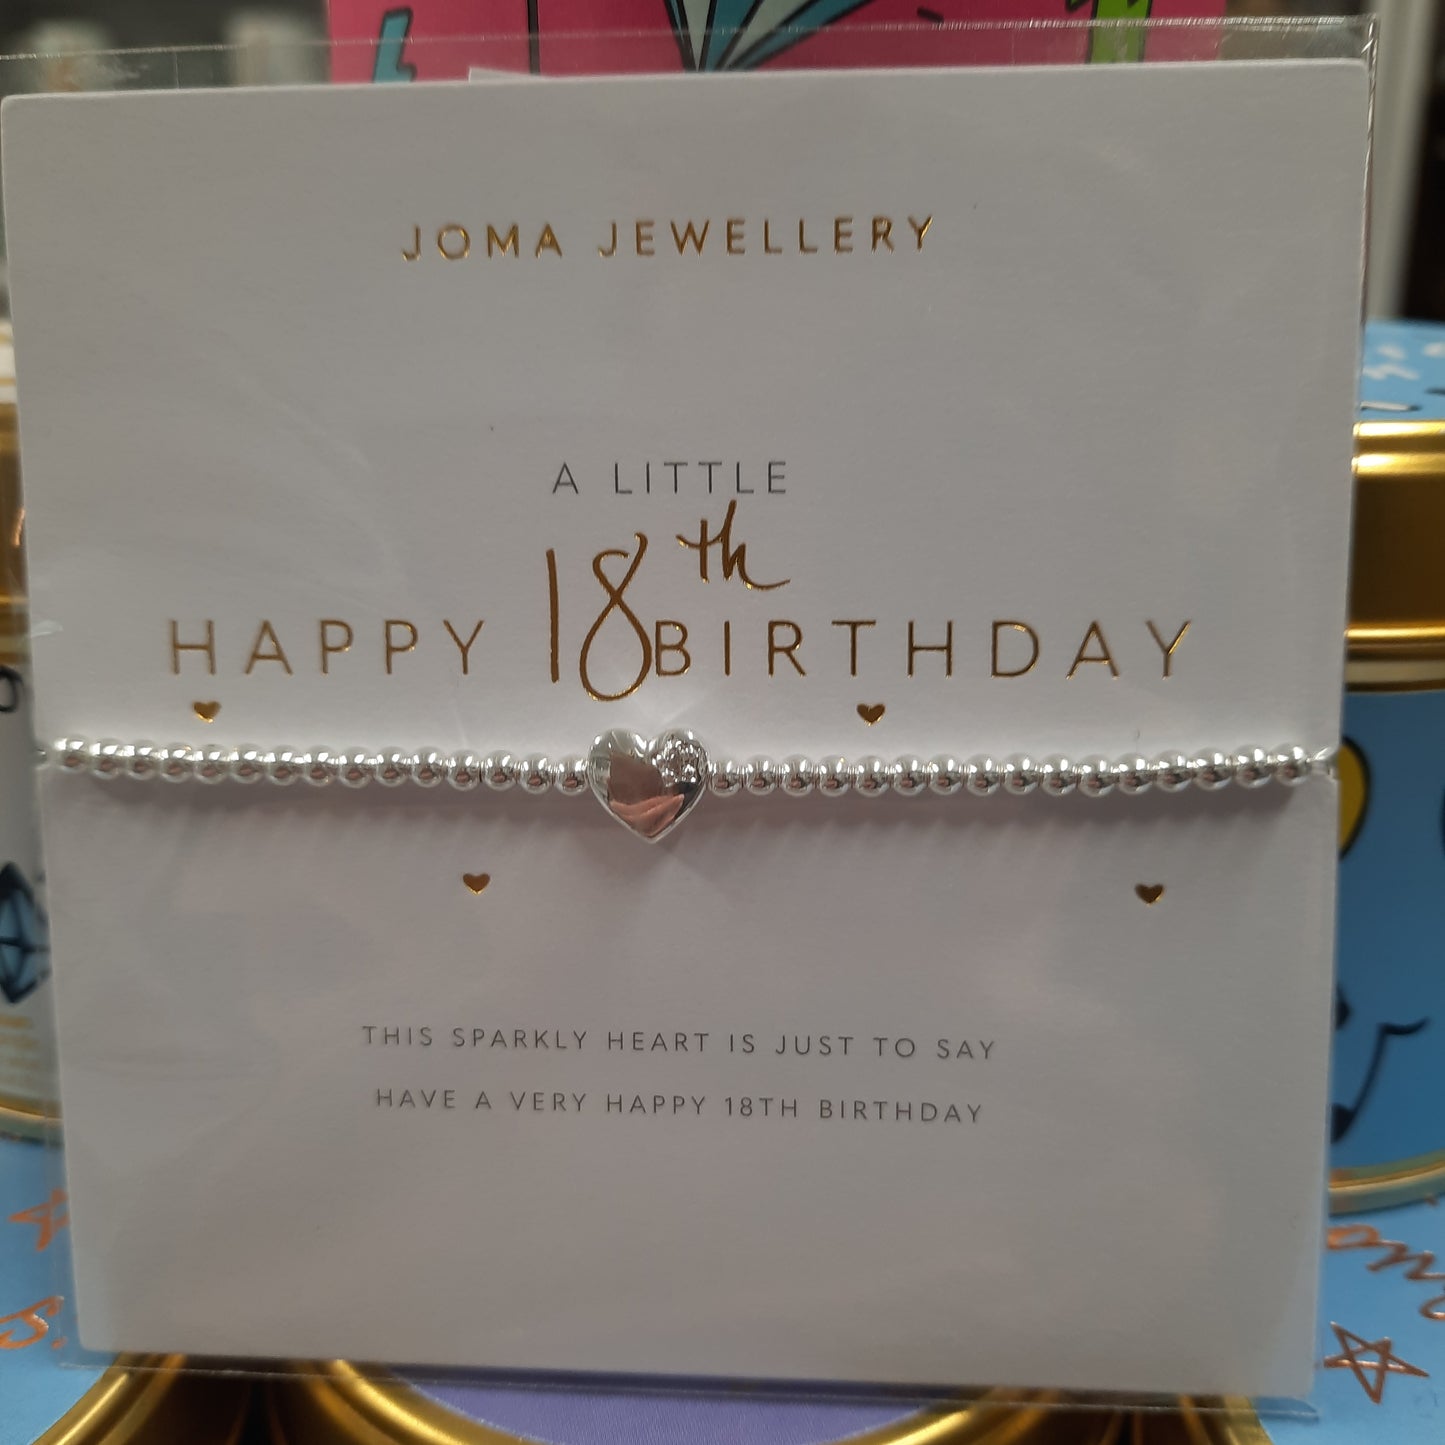 JOMA JEWELLERY
A LITTLE
HAPPY 18th BIRTHDAY
THIS SPARKLY HEART IS JUST TO SAY
HAVE A VERY HAPPY 18TH BIRTHDAY